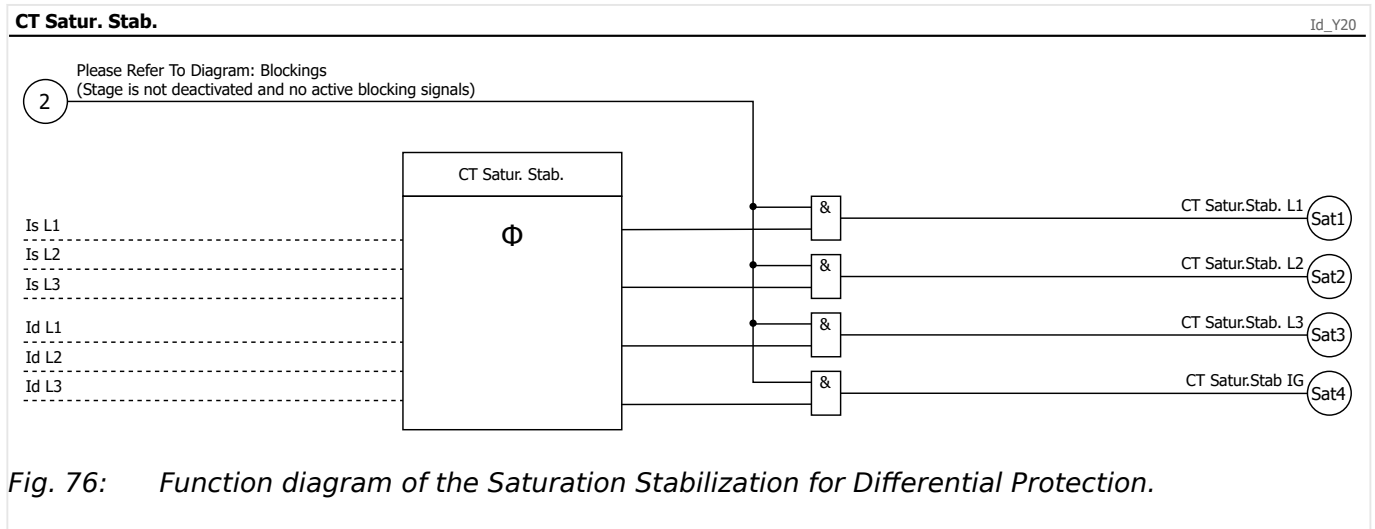 CT Satur. Stab.
Id_Y20
Please Refer To Diagram: Blockings
(Stage is not deactivated and no active blocking signals)
2
CT Satur. Stab.
Φ
Is L1
Is L2
Is L3
Id L1
Id L2
Id L3
&
CT Satur.Stab. L1
Sat1
&
CT Satur.Stab. L2
Sat2
&
CT Satur.Stab. L3
Sat3
&
CT Satur.Stab IG
Sat4
Fig. 76: Function diagram of the Saturation Stabilization for Differential Protection.